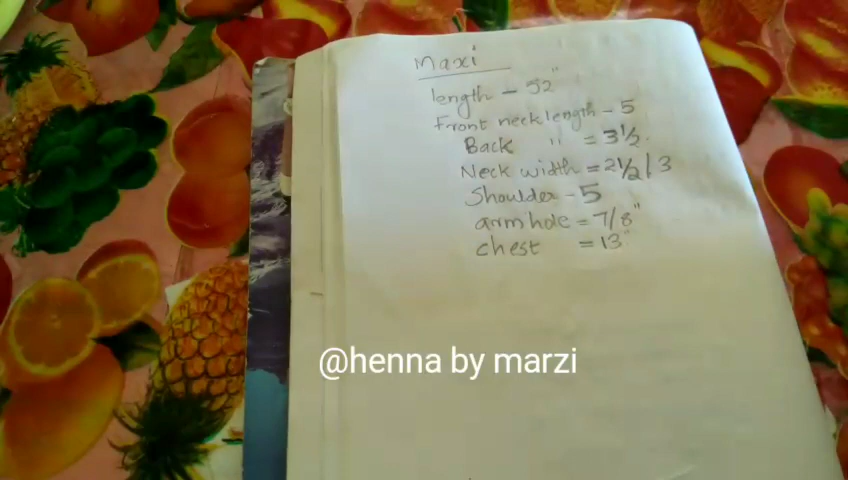 Maxi
length - 52"
Front neck length - 5
Back " = 3½.
Neck width = 2½ / 3
Shoulder - 5
armhole = 7/8"
chest = 13"
@henna by marzi